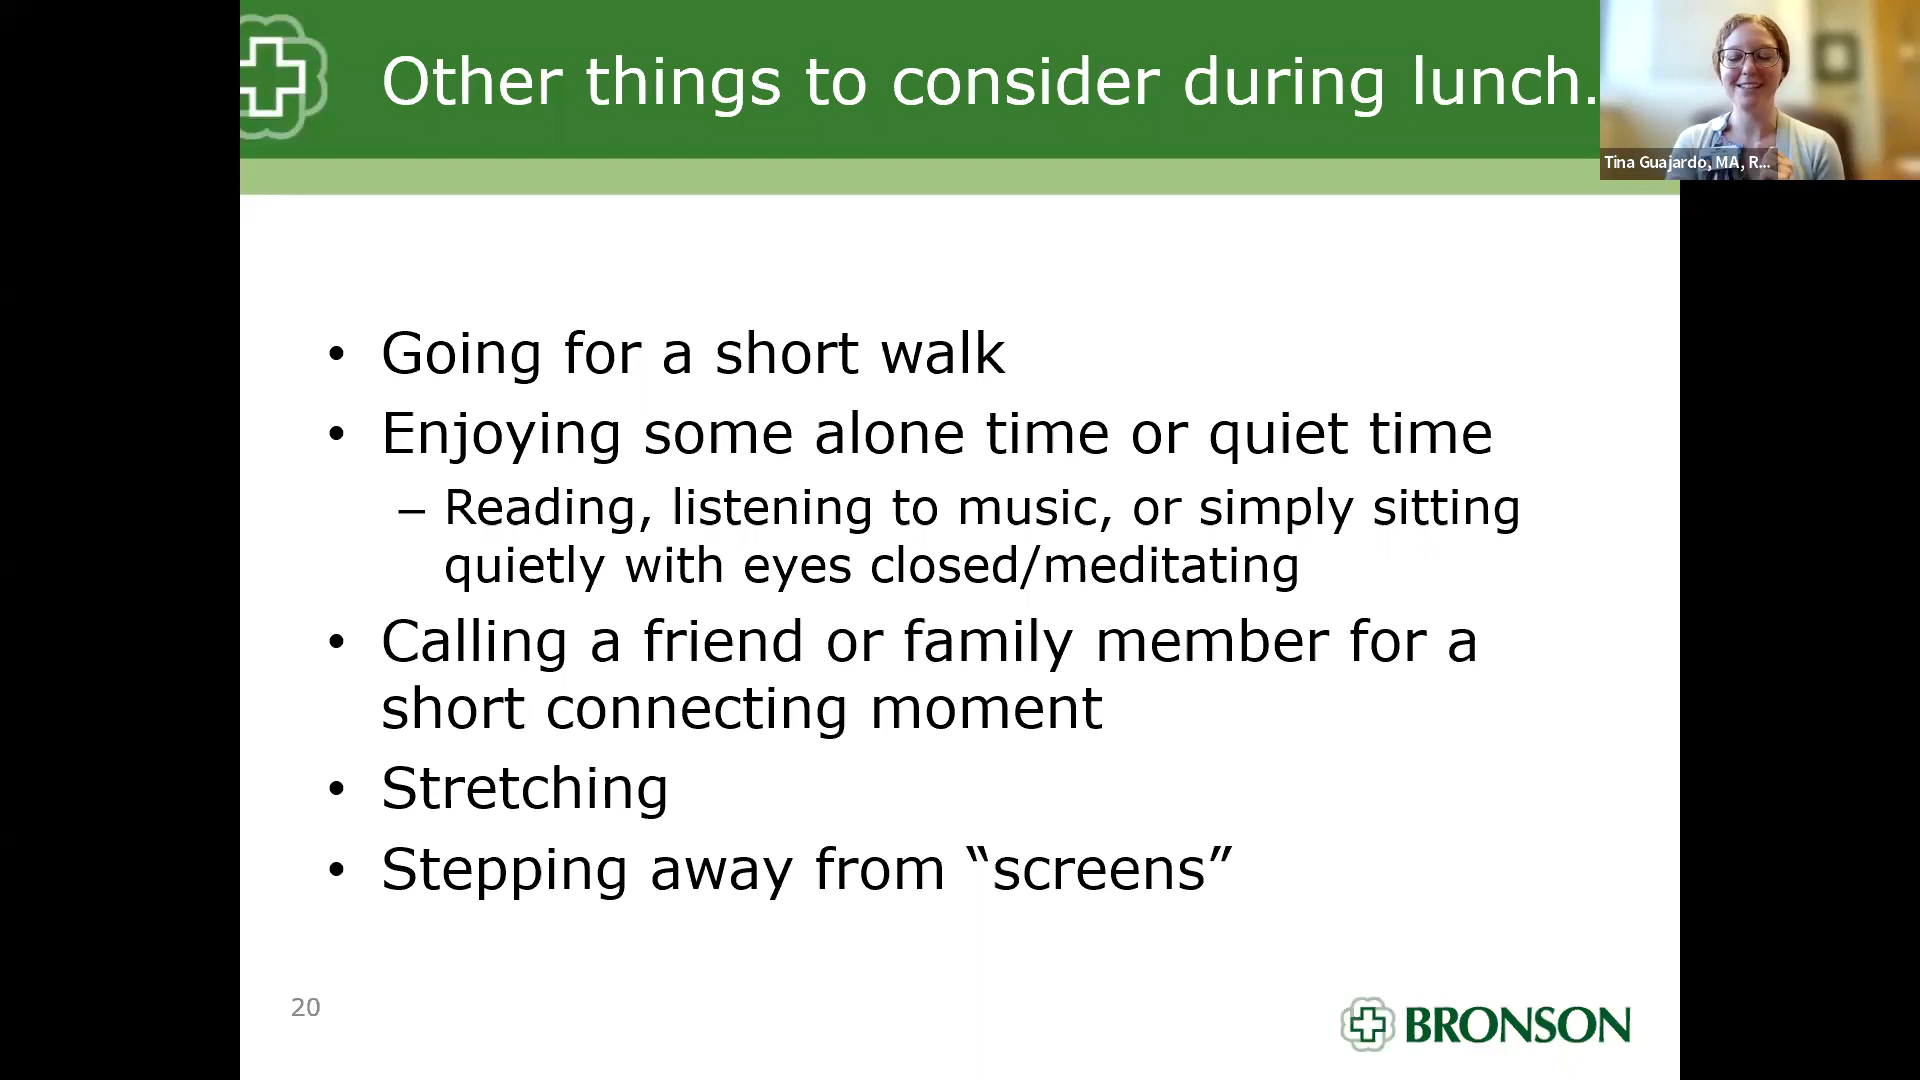 Other things to consider during lunch.
Tina Guajardo, MA, R...
• Going for a short walk
• Enjoying some alone time or quiet time
– Reading, listening to music, or simply sitting
quietly with eyes closed/meditating
• Calling a friend or family member for a
short connecting moment
• Stretching
• Stepping away from “screens”
20
BRONSON